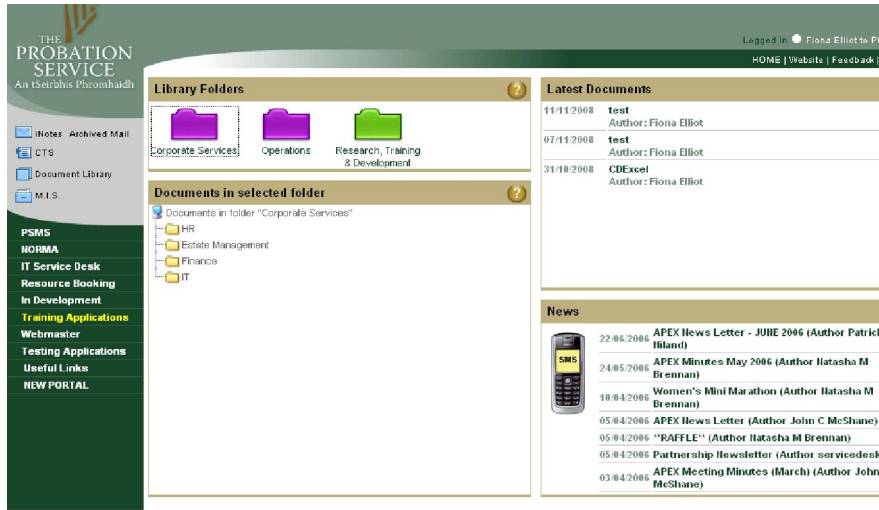 THE
PROBATION
SERVICE
An tSeirbhís Phromhaidh
Logged in Fiona Elliot to
HOME | Website | Feedback |
iNotes Archived Mail
CTS
Document Library
M.I.S.
PSMS
NORMA
IT Service Desk
Resource Booking
In Development
Training Applications
Webmaster
Testing Applications
Useful Links
NEW PORTAL
Library Folders
?
Corporate Services
Operations
Research, Training
& Development
Documents in selected folder
?
Documents in folder "Corporate Services"
HR
Estate Management
Finance
IT
Latest Documents
11/11/2008 test
Author: Fiona Elliot
07/11/2008 test
Author: Fiona Elliot
31/10/2008 CDExcel
Author: Fiona Elliot
News
SMS
22/06/2006 APEX News Letter - JUNE 2006 (Author Patric
Niland)
24/05/2006 APEX Minutes May 2006 (Author Natasha M
Brennan)
10/04/2006 Women's Mini Marathon (Author Natasha M
Brennan)
05/04/2006 APEX News Letter (Author John C McShane)
05/04/2006 **RAFFLE** (Author Natasha M Brennan)
05/04/2006 Partnership Newsletter (Author servicedesk
03/04/2006 APEX Meeting Minutes (March) (Author John
McShane)